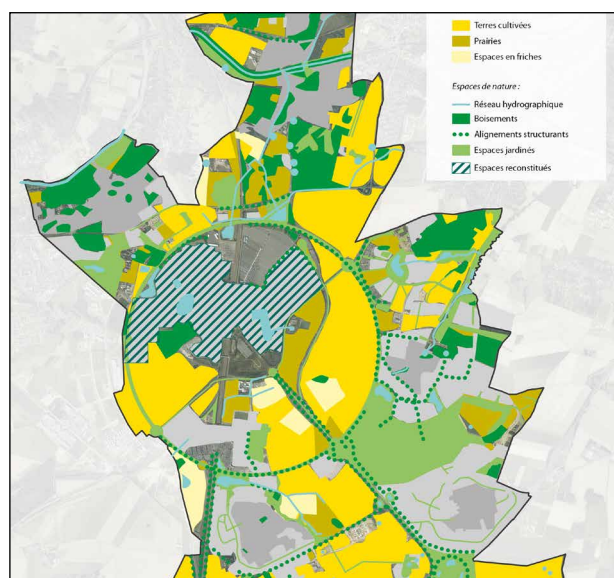 Terres cultivées
Prairies
Espaces en friches
Espaces de nature :
Réseau hydrographique
Boisements
Alignements structurants
Espaces jardinés
Espaces reconstitués